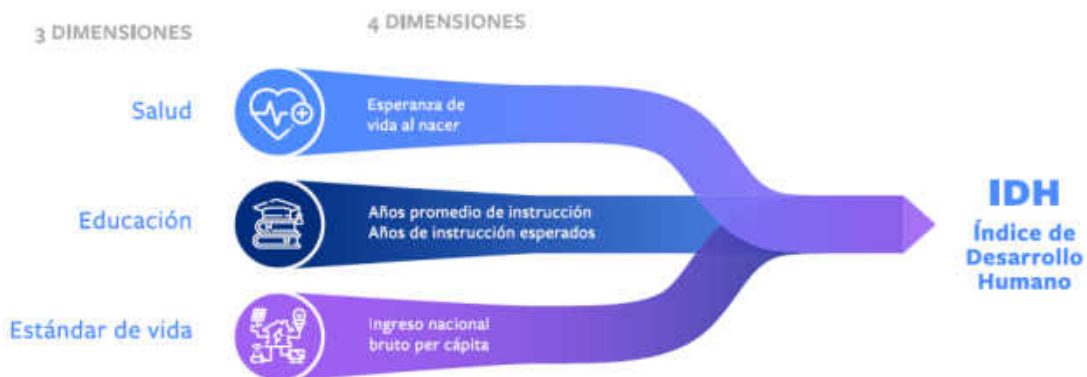 3 DIMENSIONES
4 DIMENSIONES
Salud
Esperanza de
vida al nacer
Educación
Años promedio de instrucción
Años de instrucción esperados
Estándar de vida
Ingreso nacional
bruto per cápita
IDH
Índice de
Desarrollo
Humano